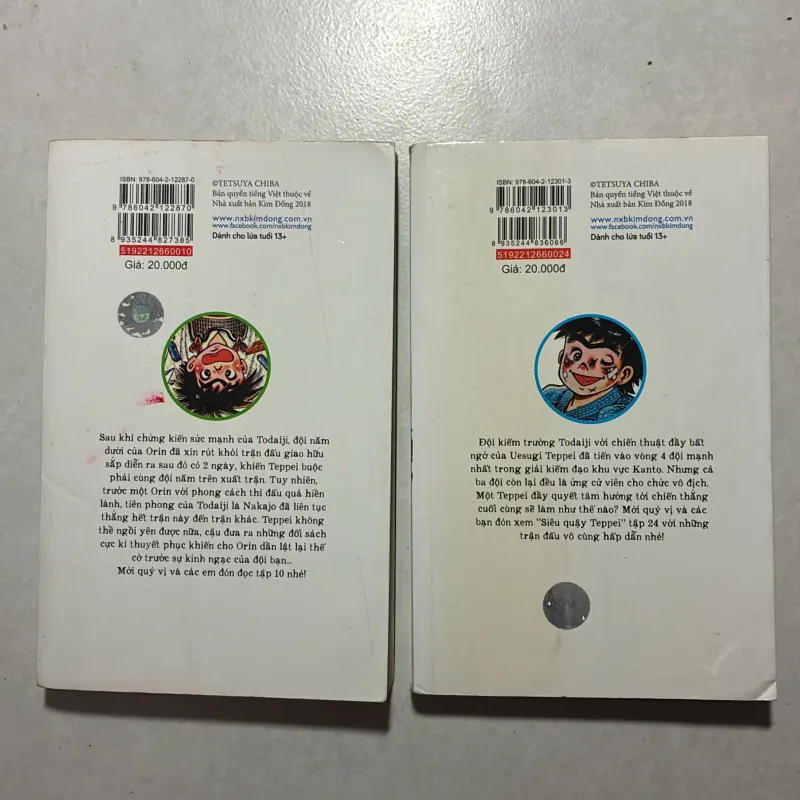 ISBN: 978-604-2-12287-0
9 786042 122870
8 935244 827385
5192212660010
Giá: 20.000đ
©TETSUYA CHIBA
Bản quyền tiếng Việt thuộc về
Nhà xuất bản Kim Đồng 2018
www.nxbkimdong.com.vn
www.facebook.com/nxbkimdong
Dành cho lứa tuổi 13+
Sau khi chứng kiến sức mạnh của Todaiji, đội năm
dưới của Orin đã xin rút khỏi trận đấu giao hữu
sắp diễn ra sau đó có 2 ngày, khiến Teppei buộc
phải cùng đội năm trên xuất trận. Tuy nhiên,
trước một Orin với phong cách thi đấu quá hiền
lành, tiên phong của Todaiji là Nakajo đã liên tục
thắng hết trận này đến trận khác. Teppei không
thể ngồi yên được nữa, cậu đưa ra những đối sách
cực kì thuyết phục khiến cho Orin dần lật lại thế
cờ trước sự kinh ngạc của đội bạn...
Mời quý vị và các em đón đọc tập 10 nhé!
ISBN: 978-604-2-12301-3
9 786042 123013
8 935244 836066
5192212660024
Giá: 20.000đ
©TETSUYA CHIBA
Bản quyền tiếng Việt thuộc về
Nhà xuất bản Kim Đồng 2018
www.nxbkimdong.com.vn
www.facebook.com/nxbkimdong
Dành cho lứa tuổi 13+
Đội kiếm trường Todaiji với chiến thuật đầy bất
ngờ của Uesugi Teppei đã tiến vào vòng 4 đội mạnh
nhất trong giải kiếm đạo khu vực Kanto. Nhưng cả
ba đội còn lại đều là ứng cử viên cho chức vô địch.
Một Teppei đầy quyết tâm hướng tới chiến thắng
cuối cùng sẽ làm như thế nào? Mời quý vị và các
bạn đón xem "Siêu quậy Teppei" tập 24 với những
trận đấu vô cùng hấp dẫn nhé!